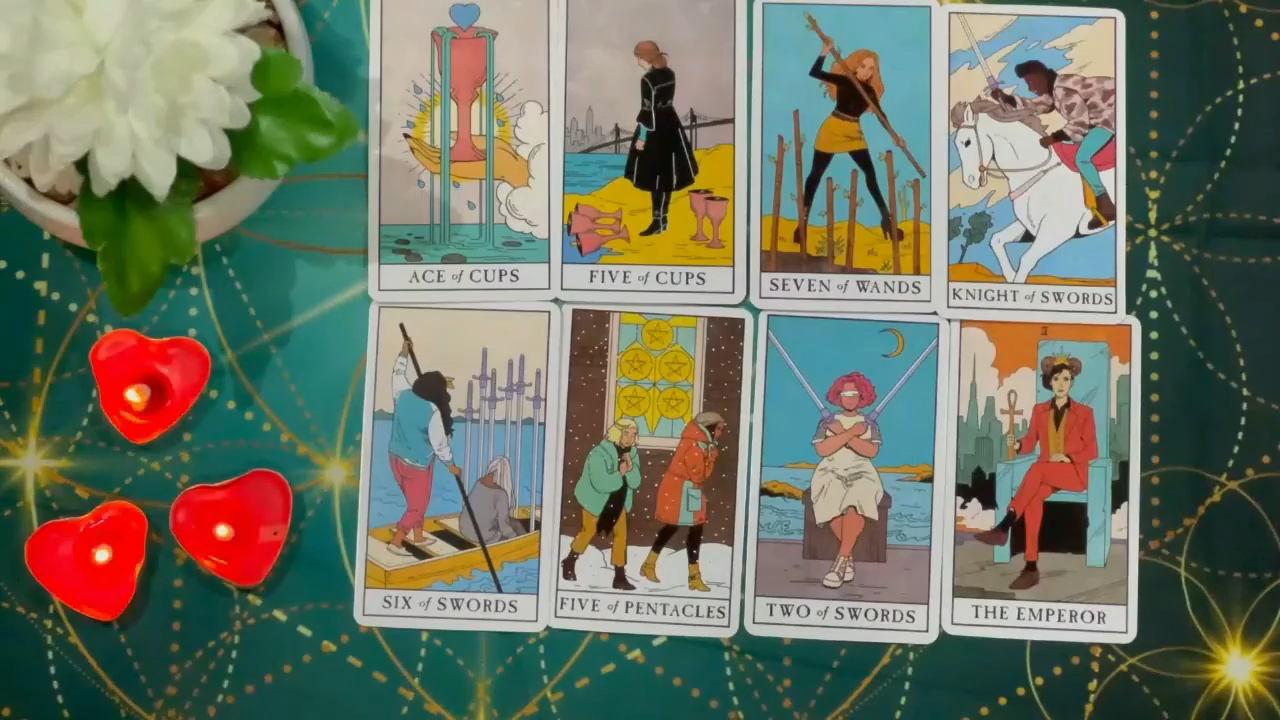 ACE of CUPS
FIVE of CUPS
SEVEN of WANDS
KNIGHT of SWORDS
SIX of SWORDS
FIVE of PENTACLES
TWO of SWORDS
THE EMPEROR